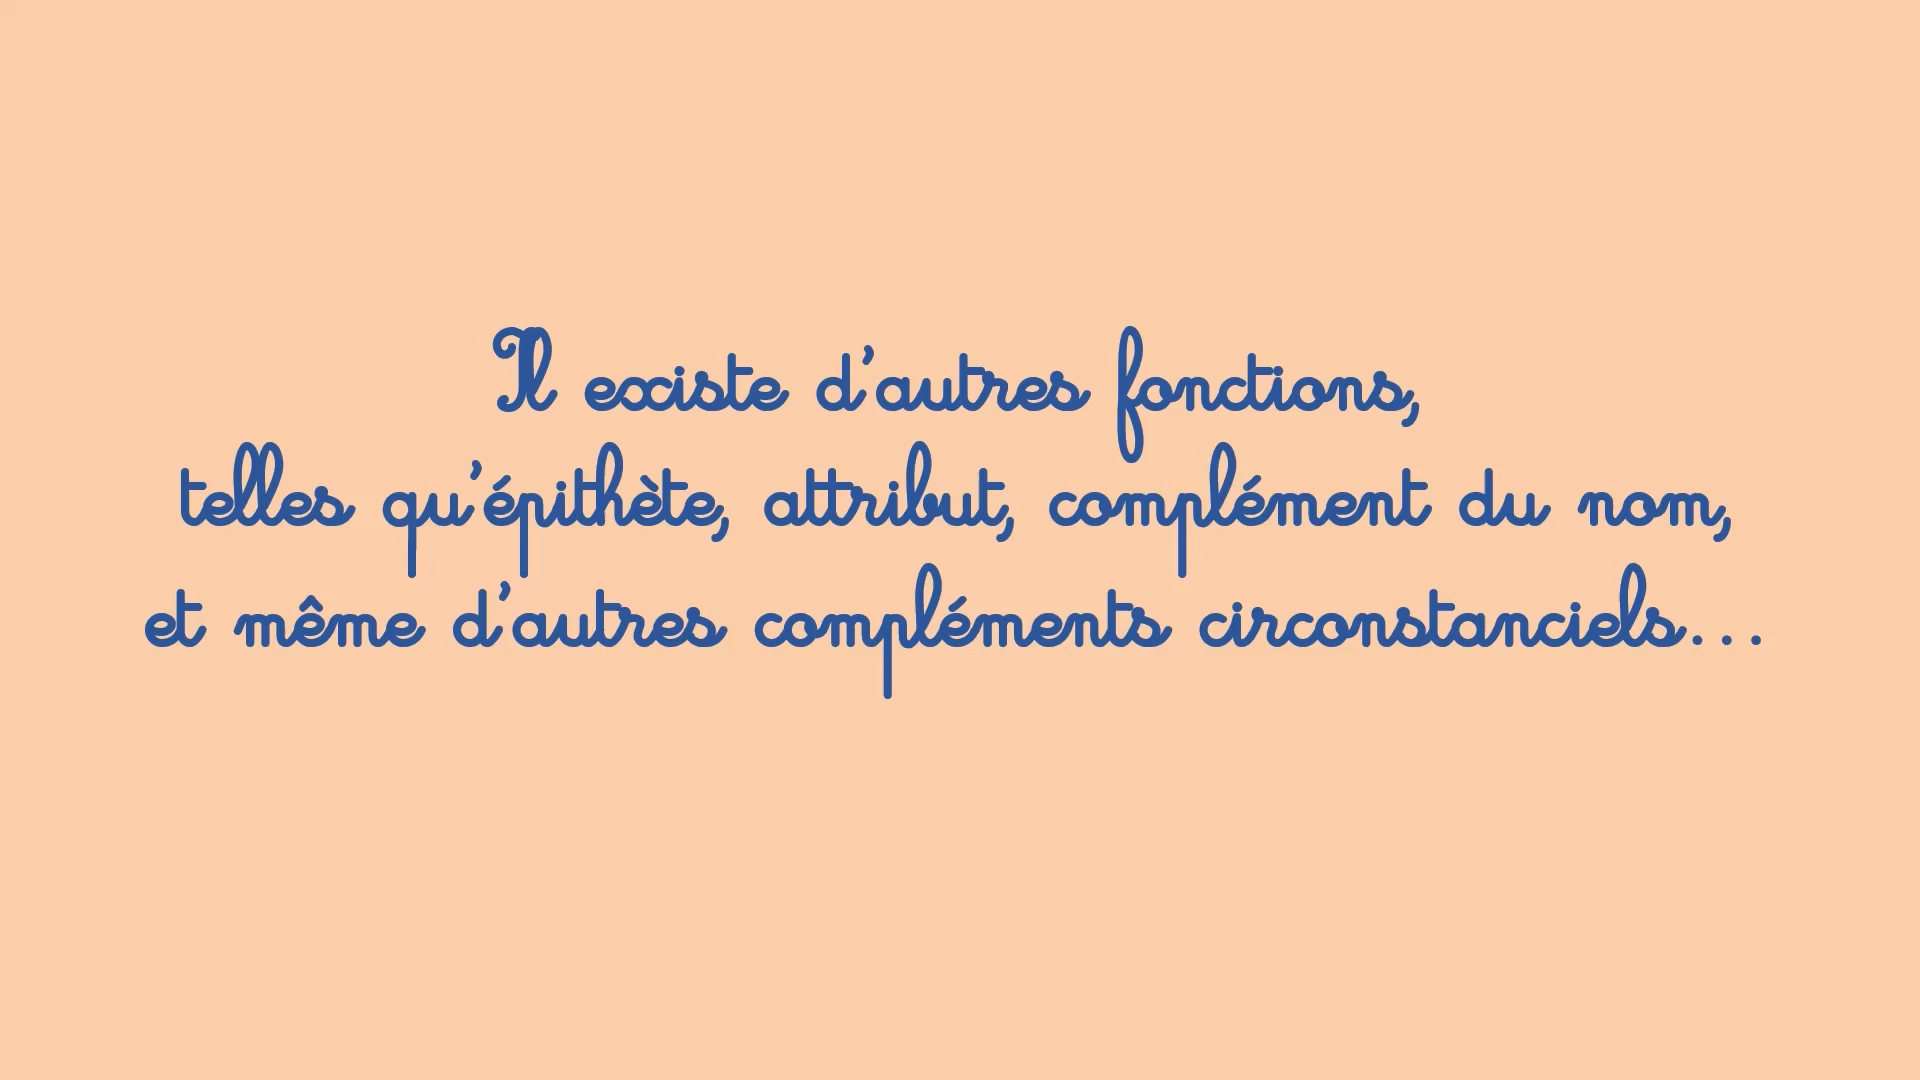 Il existe d'autres fonctions,
telles qu'épithète, attribut, complément du nom,
et même d'autres compléments circonstanciels...